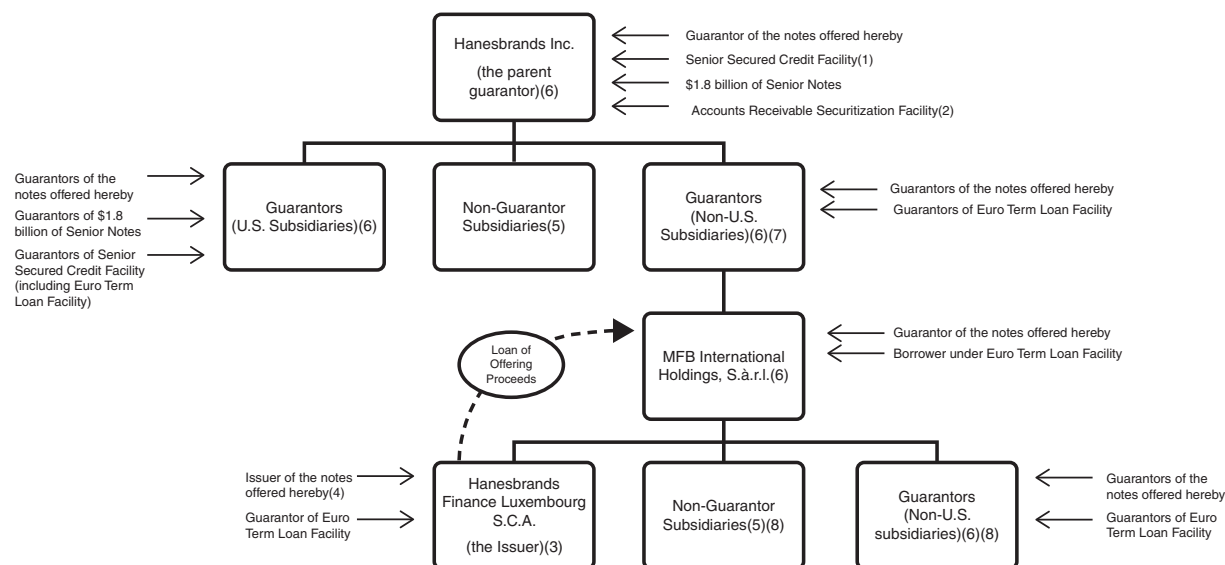 Hanesbrands Inc.
(the parent
guarantor)(6)
Guarantor of the notes offered hereby
Senior Secured Credit Facility(1)
$1.8 billion of Senior Notes
Accounts Receivable Securitization Facility(2)
Guarantors of the
notes offered hereby
Guarantors of $1.8
billion of Senior Notes
Guarantors of Senior
Secured Credit Facility
(including Euro Term
Loan Facility)
Guarantors
(U.S. Subsidiaries)(6)
Non-Guarantor
Subsidiaries(5)
Guarantors
(Non-U.S.
Subsidiaries)(6)(7)
Guarantors of the notes offered hereby
Guarantors of Euro Term Loan Facility
Loan of
Offering
Proceeds
MFB International
Holdings, S.à.r.l.(6)
Guarantor of the notes offered hereby
Borrower under Euro Term Loan Facility
Issuer of the notes
offered hereby(4)
Guarantor of Euro
Term Loan Facility
Hanesbrands
Finance Luxembourg
S.C.A.
(the Issuer)(3)
Non-Guarantor
Subsidiaries(5)(8)
Guarantors
(Non-U.S.
subsidiaries)(6)(8)
Guarantors of the
notes offered hereby
Guarantors of Euro
Term Loan Facility